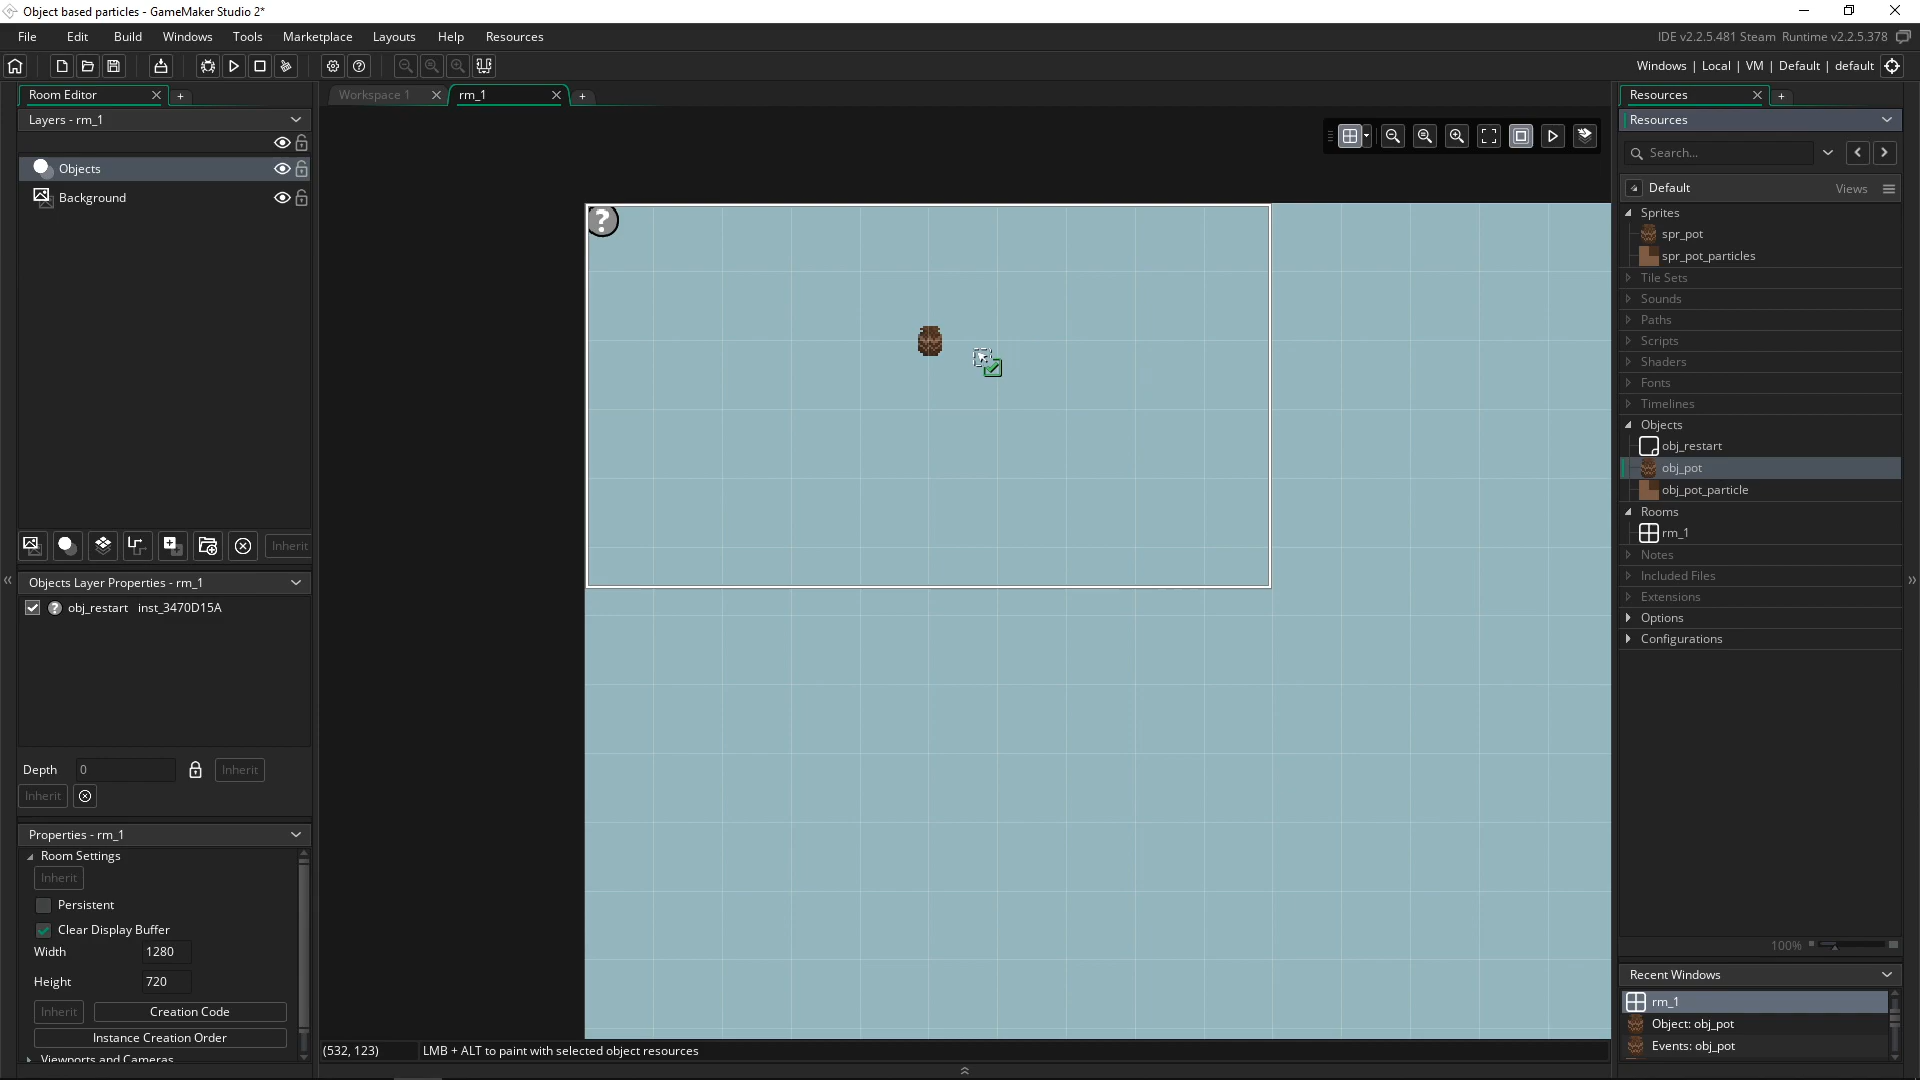 Object based particles - GameMaker Studio 2*
File Edit Build Windows Tools Marketplace Layouts Help Resources
IDE v2.2.5.481 Steam Runtime v2.2.5.378
Windows | Local | VM | Default | default
Room Editor
Layers - rm_1
Objects
Background
Inherit
Objects Layer Properties - rm_1
obj_restart inst_3470D15A
Depth 0 Inherit
Inherit
Properties - rm_1
Room Settings
Inherit
Persistent
Clear Display Buffer
Width 1280
Height 720
Inherit Creation Code
Instance Creation Order
Viewports and Cameras
Workspace 1 rm_1
?
(532, 123) LMB + ALT to paint with selected object resources
Resources
Resources
Search...
Default Views
Sprites
spr_pot
spr_pot_particles
Tile Sets
Sounds
Paths
Scripts
Shaders
Fonts
Timelines
Objects
obj_restart
obj_pot
obj_pot_particle
Rooms
rm_1
Notes
Included Files
Extensions
Options
Configurations
100%
Recent Windows
rm_1
Object: obj_pot
Events: obj_pot